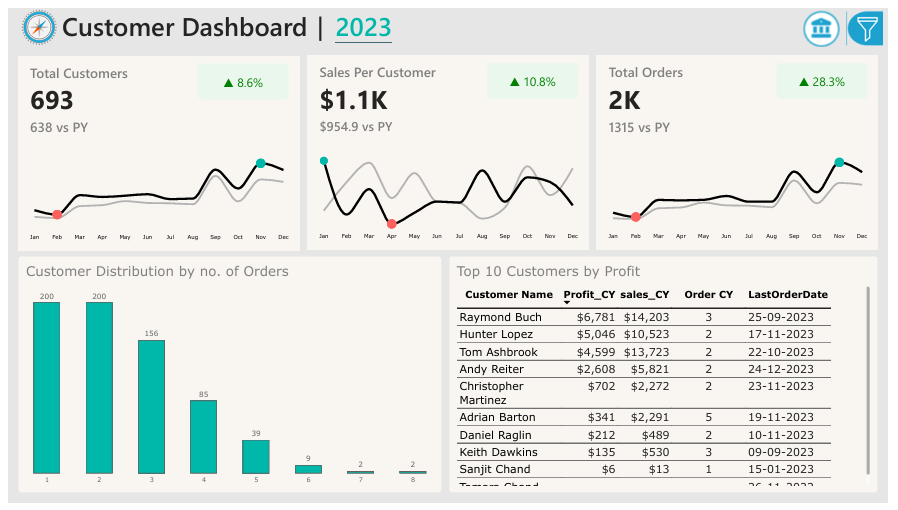 Customer Dashboard | 2023
Total Customers
693
638 vs PY
▲ 8.6%
Jan Feb Mar Apr May Jun Jul Aug Sep Oct Nov Dec
Sales Per Customer
$1.1K
$954.9 vs PY
▲ 10.8%
Jan Feb Mar Apr May Jun Jul Aug Sep Oct Nov Dec
Total Orders
2K
1315 vs PY
▲ 28.3%
Jan Feb Mar Apr May Jun Jul Aug Sep Oct Nov Dec
Customer Distribution by no. of Orders
200 200 156 85 39 9 2 2
1 2 3 4 5 6 7 8
Top 10 Customers by Profit
Customer Name Profit_CY sales_CY Order CY LastOrderDate
Raymond Buch $6,781 $14,203 3 25-09-2023
Hunter Lopez $5,046 $10,523 2 17-11-2023
Tom Ashbrook $4,599 $13,723 2 22-10-2023
Andy Reiter $2,608 $5,821 2 24-12-2023
Christopher $702 $2,272 2 23-11-2023
Martinez
Adrian Barton $341 $2,291 5 19-11-2023
Daniel Raglin $212 $489 2 10-11-2023
Keith Dawkins $135 $530 3 09-09-2023
Sanjit Chand $6 $13 1 15-01-2023